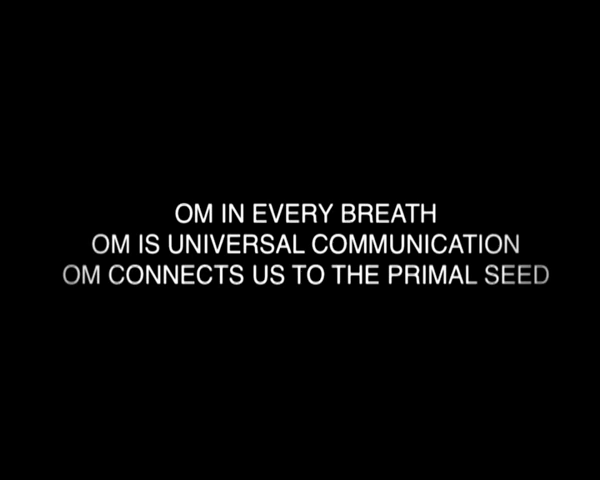 OM IN EVERY BREATH
OM IS UNIVERSAL COMMUNICATION
OM CONNECTS US TO THE PRIMAL SEED